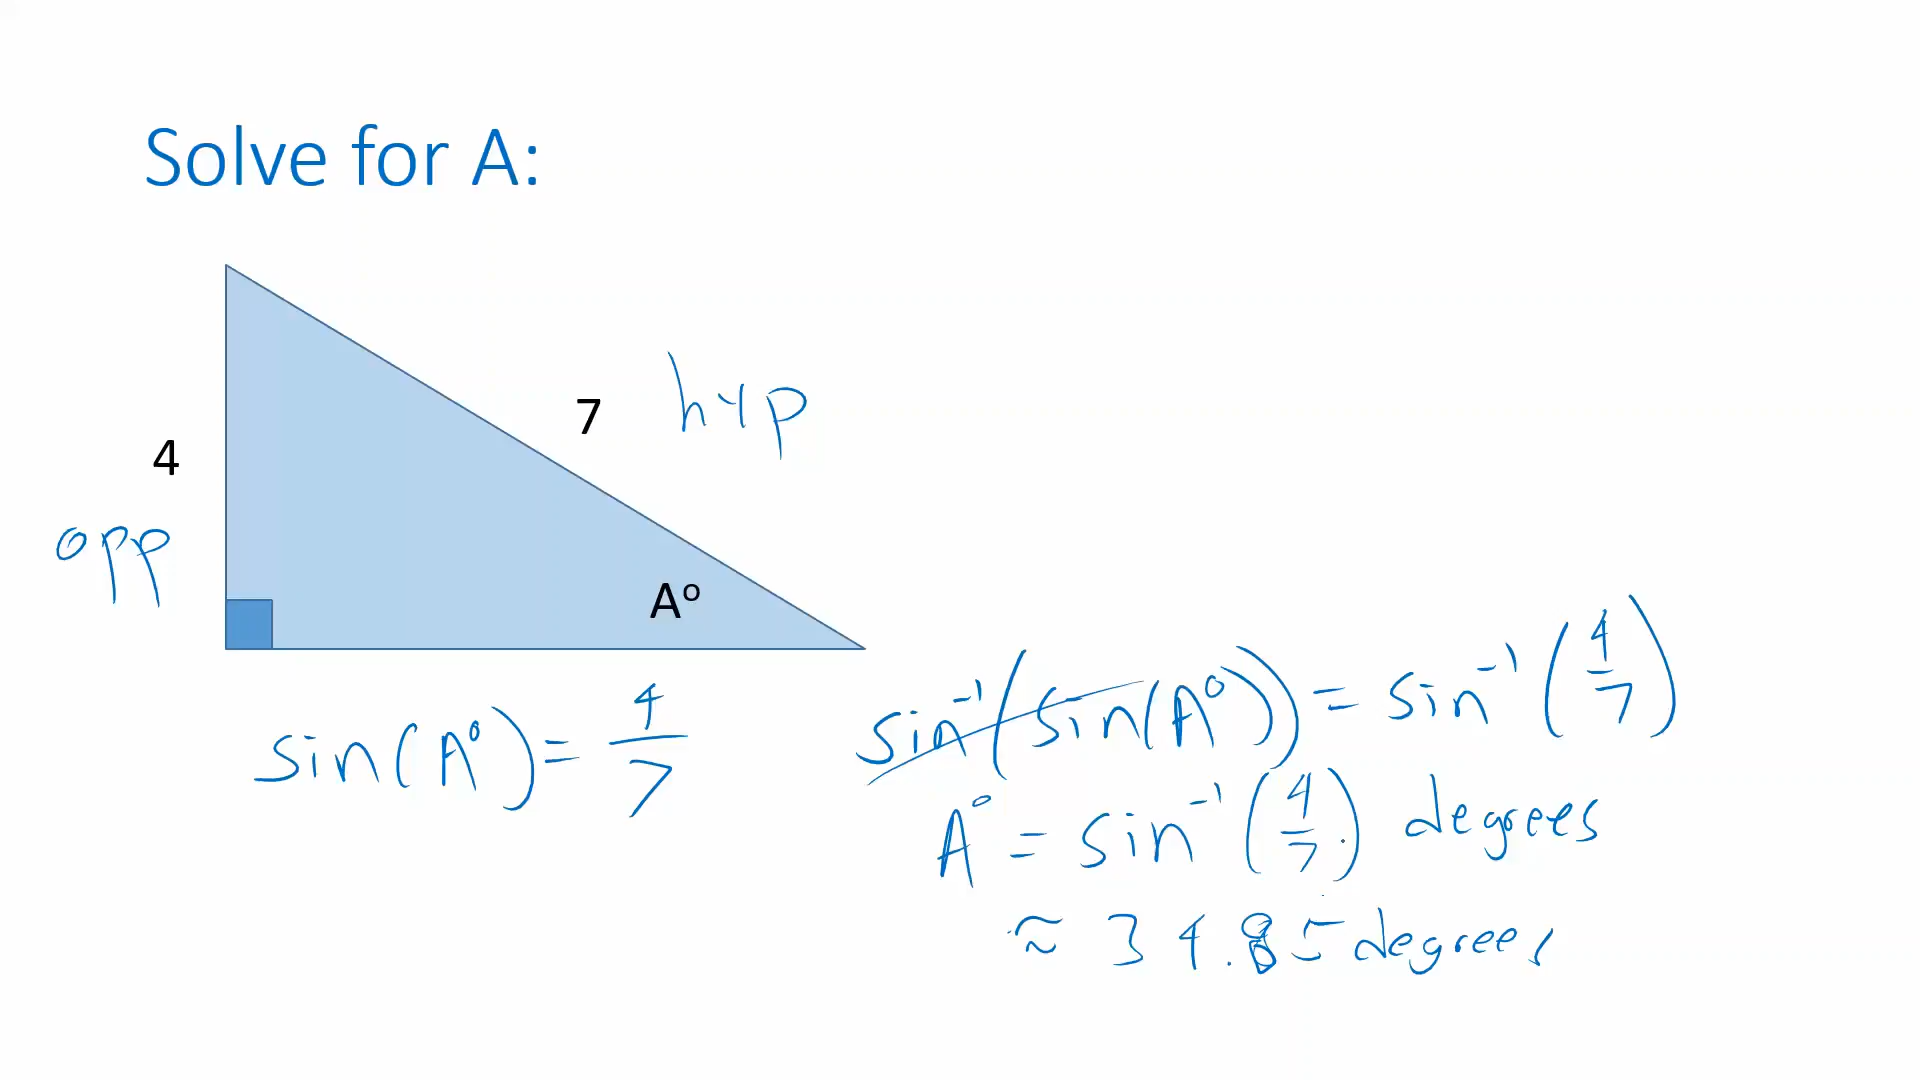 Solve for A:
7 hyp
4
opp
A°
sin(A°) = 4/7
sin⁻¹(sin(A°)) = sin⁻¹(4/7)
A° = sin⁻¹(4/7) degrees
≈ 34.85 degrees